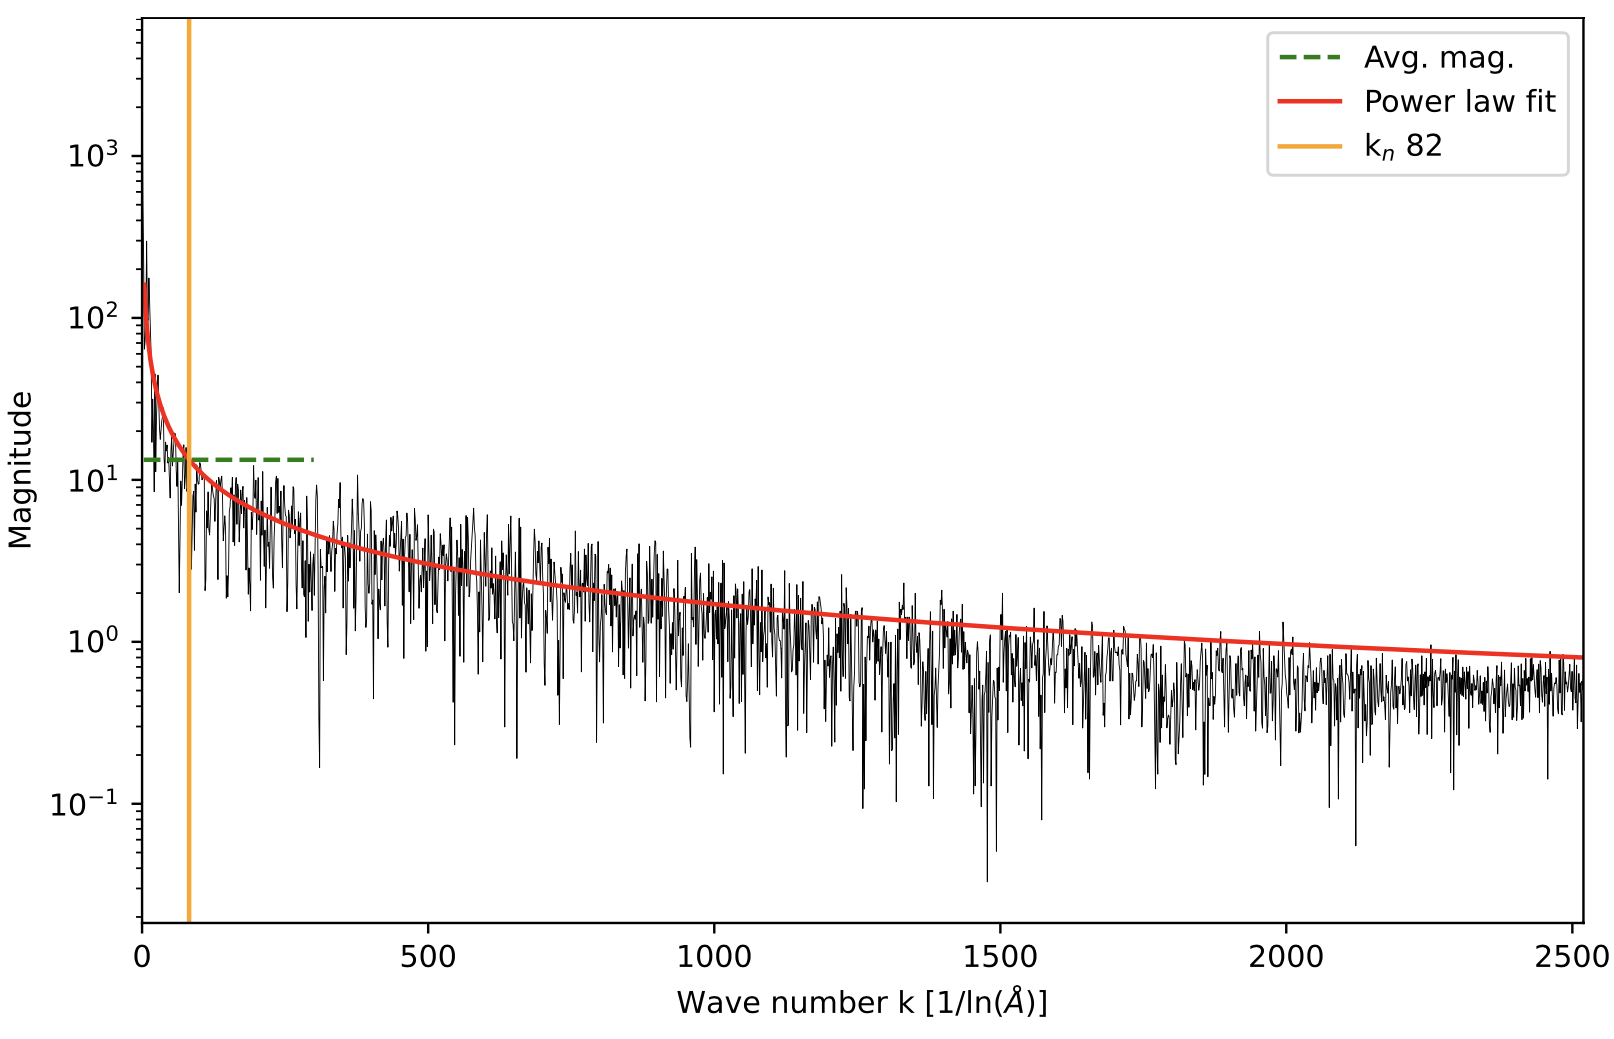 Avg. mag.
Power law fit
kₙ 82
10³
10²
10¹
10⁰
10⁻¹
Magnitude
0 500 1000 1500 2000 2500
Wave number k [1/ln(Å)]